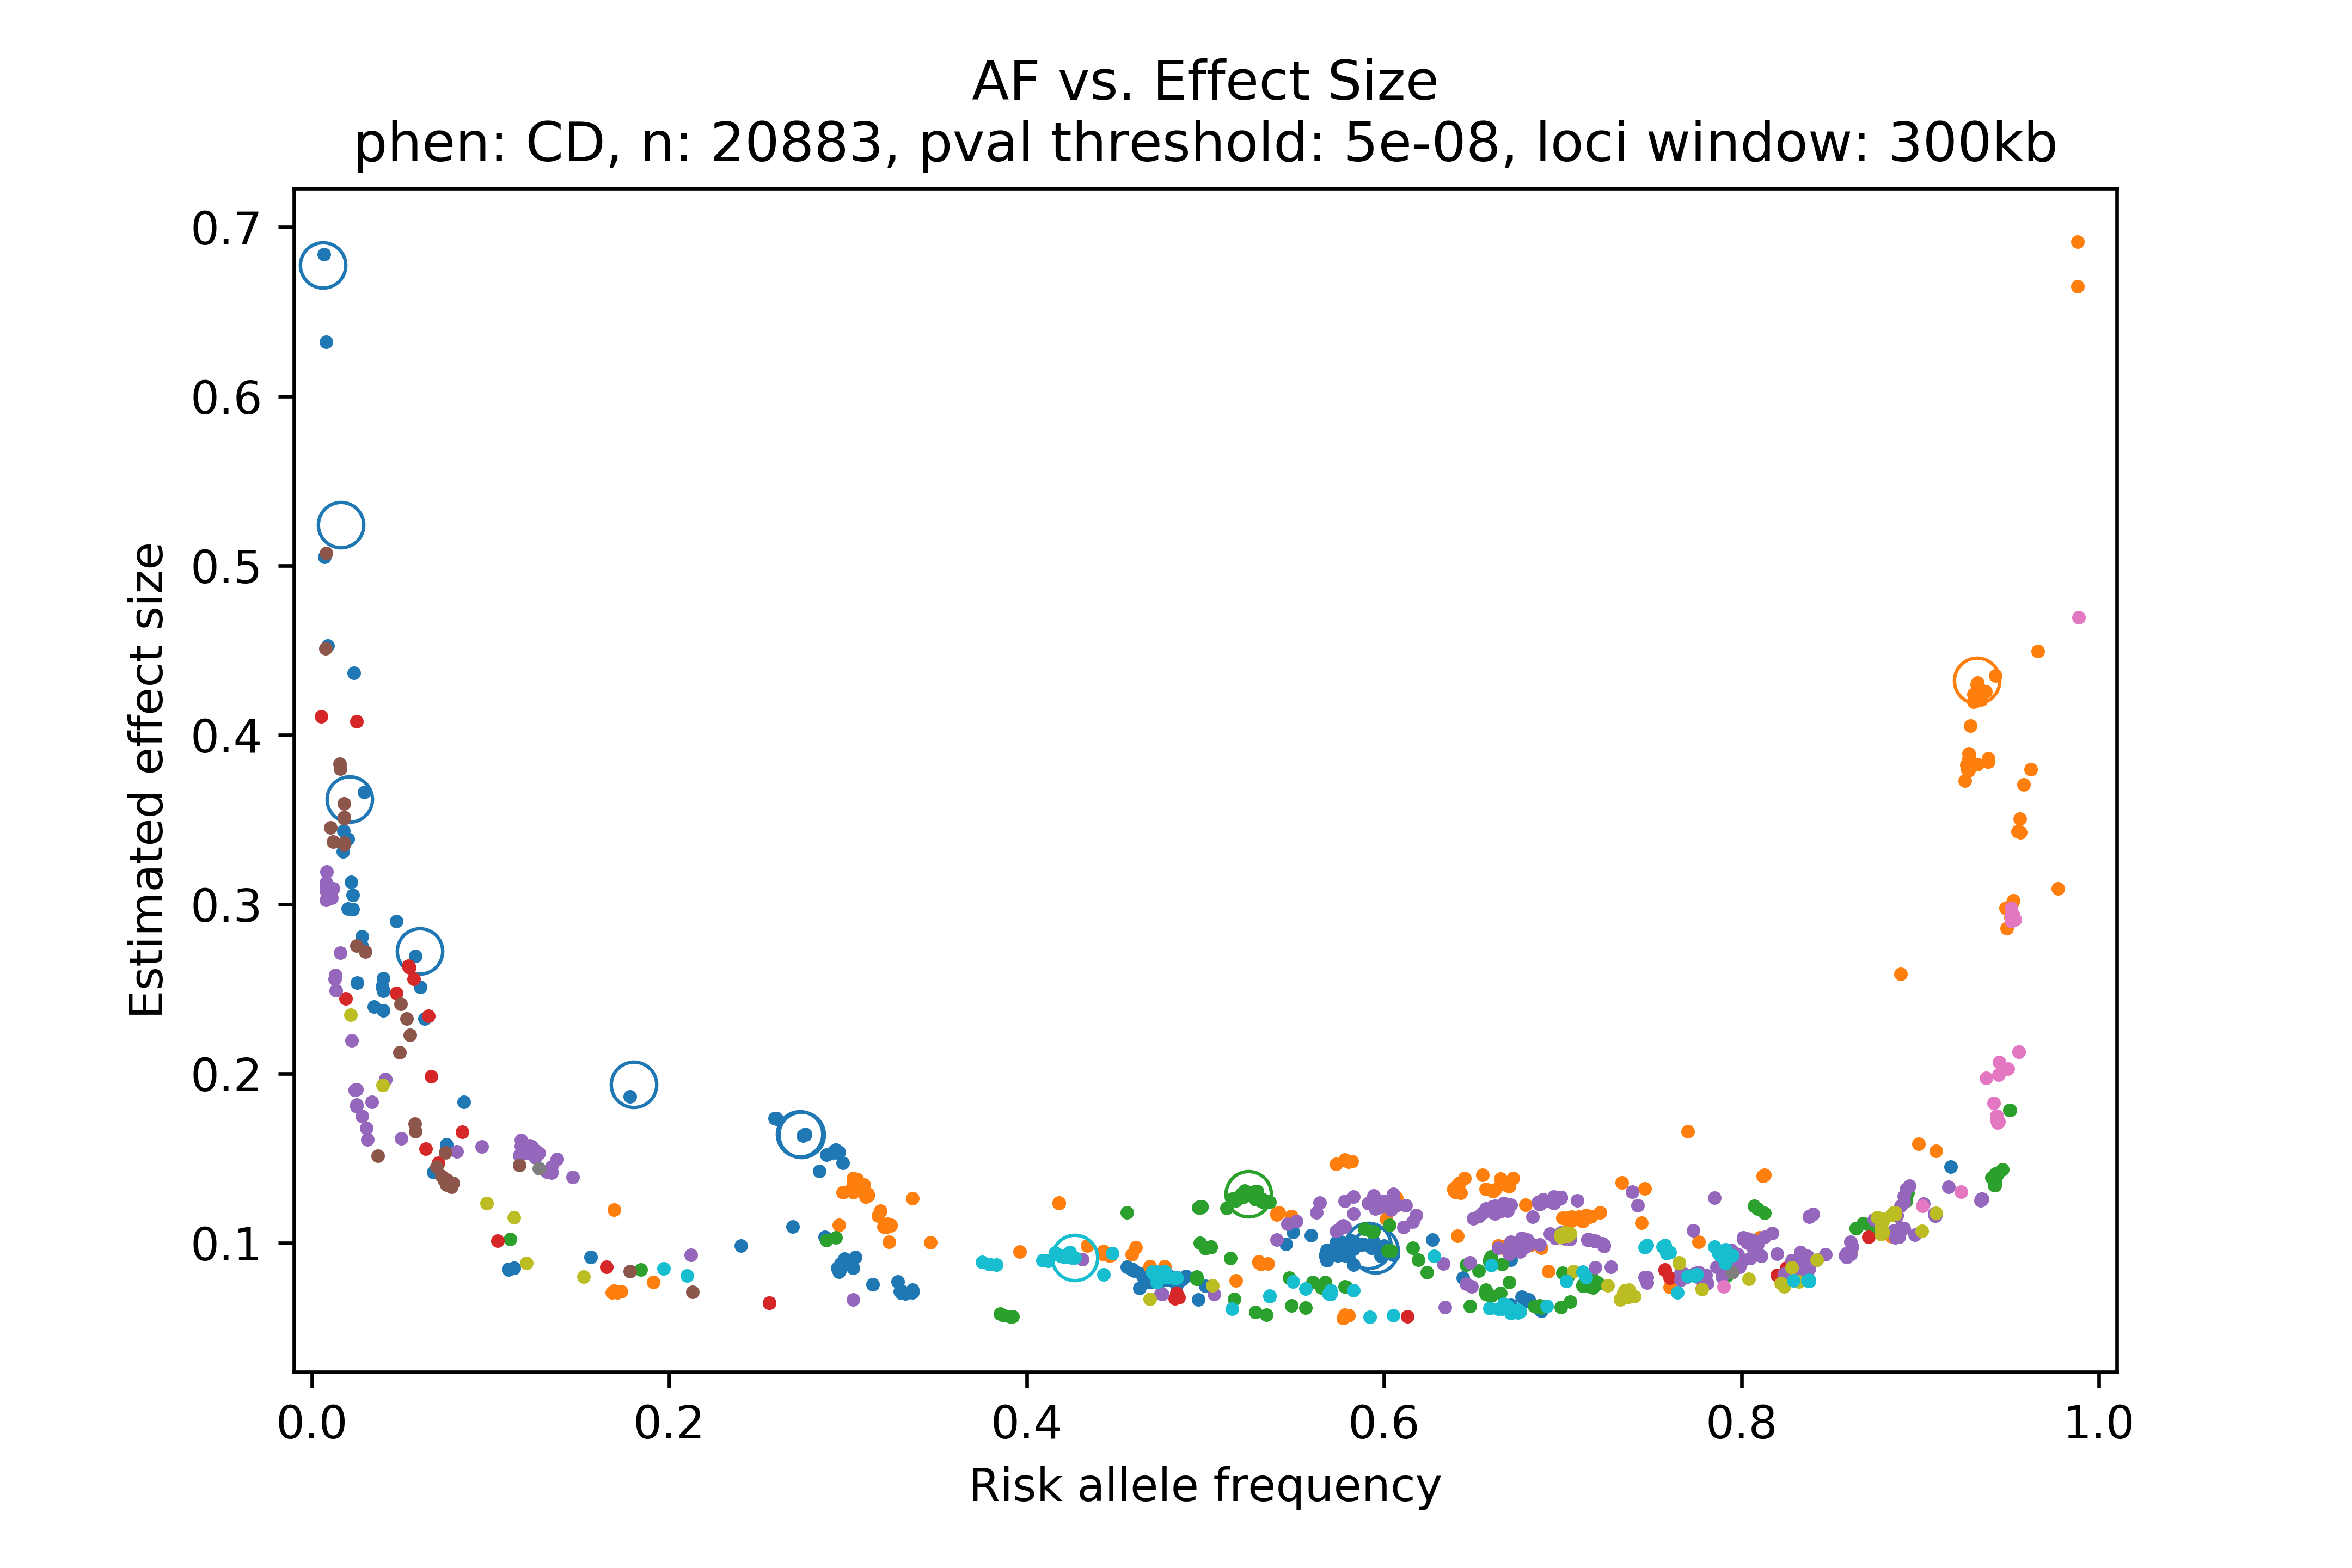 AF vs. Effect Size
phen: CD, n: 20883, pval threshold: 5e-08, loci window: 300kb
0.7
0.6
0.5
0.4
0.3
0.2
0.1
Estimated effect size
0.0 0.2 0.4 0.6 0.8 1.0
Risk allele frequency